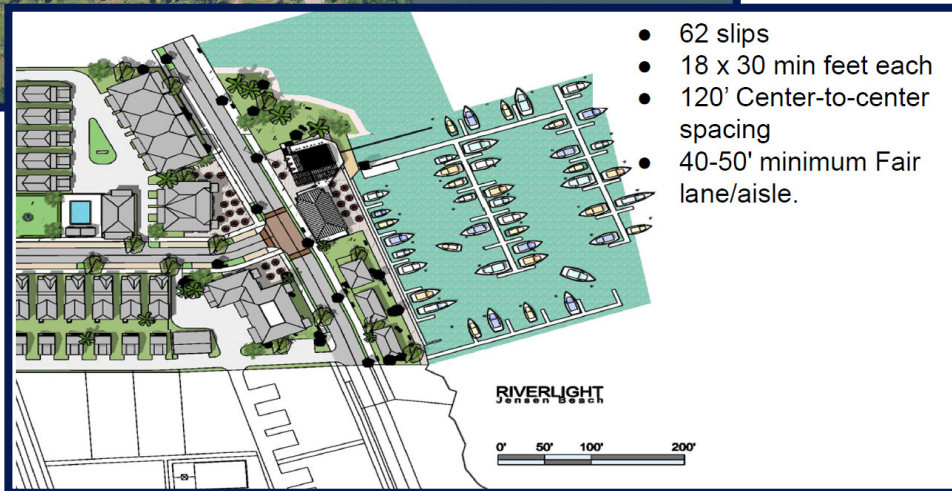 ● 62 slips
● 18 x 30 min feet each
● 120' Center-to-center
spacing
● 40-50' minimum Fair
lane/aisle.
RIVERLIGHT
Jensen Beach
0' 50' 100' 200'